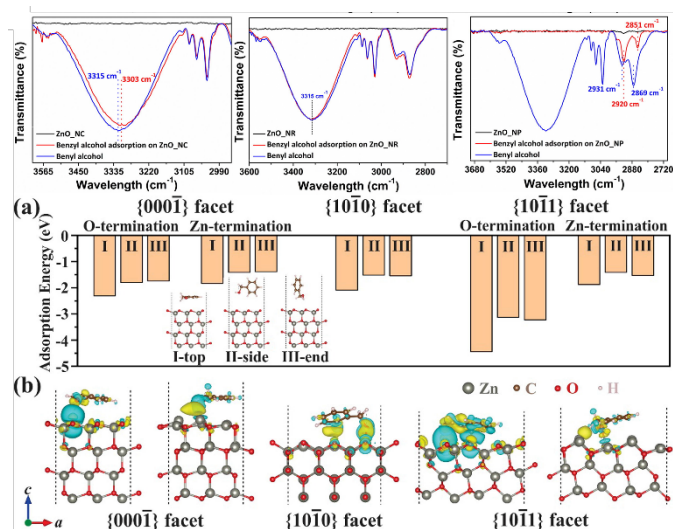 Transmittance (%)
3315 cm⁻¹
3303 cm⁻¹
ZnO_NC
Benzyl alcohol adsorption on ZnO_NC
Benyl alcohol
3565 3450 3335 3220 3105 2990
Wavelength (cm⁻¹)
Transmittance (%)
3315 cm⁻¹
ZnO_NR
Benzyl alcohol adsorption on ZnO_NR
Benyl alcohol
3600 3400 3200 3000 2800 2600
Wavelength (cm⁻¹)
Transmittance (%)
2851 cm⁻¹
2931 cm⁻¹
2869 cm⁻¹
2920 cm⁻¹
ZnO_NP
Benzyl alcohol adsorption on ZnO_NP
Benyl alcohol
3680 3520 3360 3200 3040 2880 2720
Wavelength (cm⁻¹)
(a) {0001̅} facet {101̅0} facet {101̅1} facet
O-termination Zn-termination O-termination Zn-termination
Adsorption Energy (eV)
0
-1
-2
-3
-4
-5
I II III I II III I II III I II III I II III
I-top II-side III-end
(b)
Zn C O H
c
a
{0001̅} facet {101̅0} facet {101̅1} facet